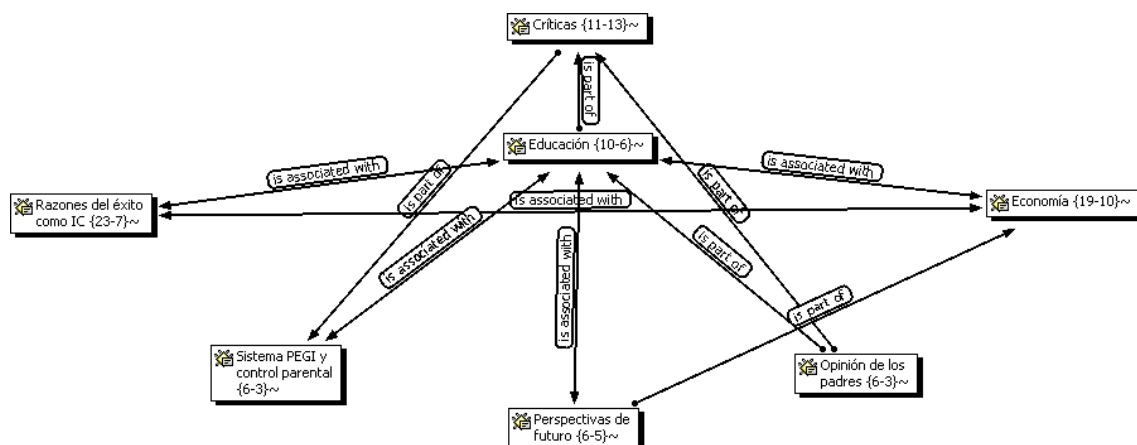 Críticas {11-13}~
is part of
Educación {10-6}~
is associated with
is associated with
is part of
is part of
Razones del éxito
como IC {23-7}~
is associated with
Economía {19-10}~
is associated with
is associated with
is part of
is part of
Sistema PEGI y
control parental
{6-3}~
Opinión de los
padres {6-3}~
Perspectivas de
futuro {6-5}~